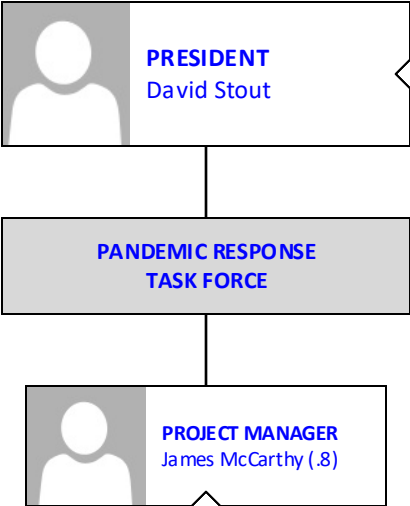 PRESIDENT
David Stout
PANDEMIC RESPONSE
TASK FORCE
PROJECT MANAGER
James McCarthy (.8)